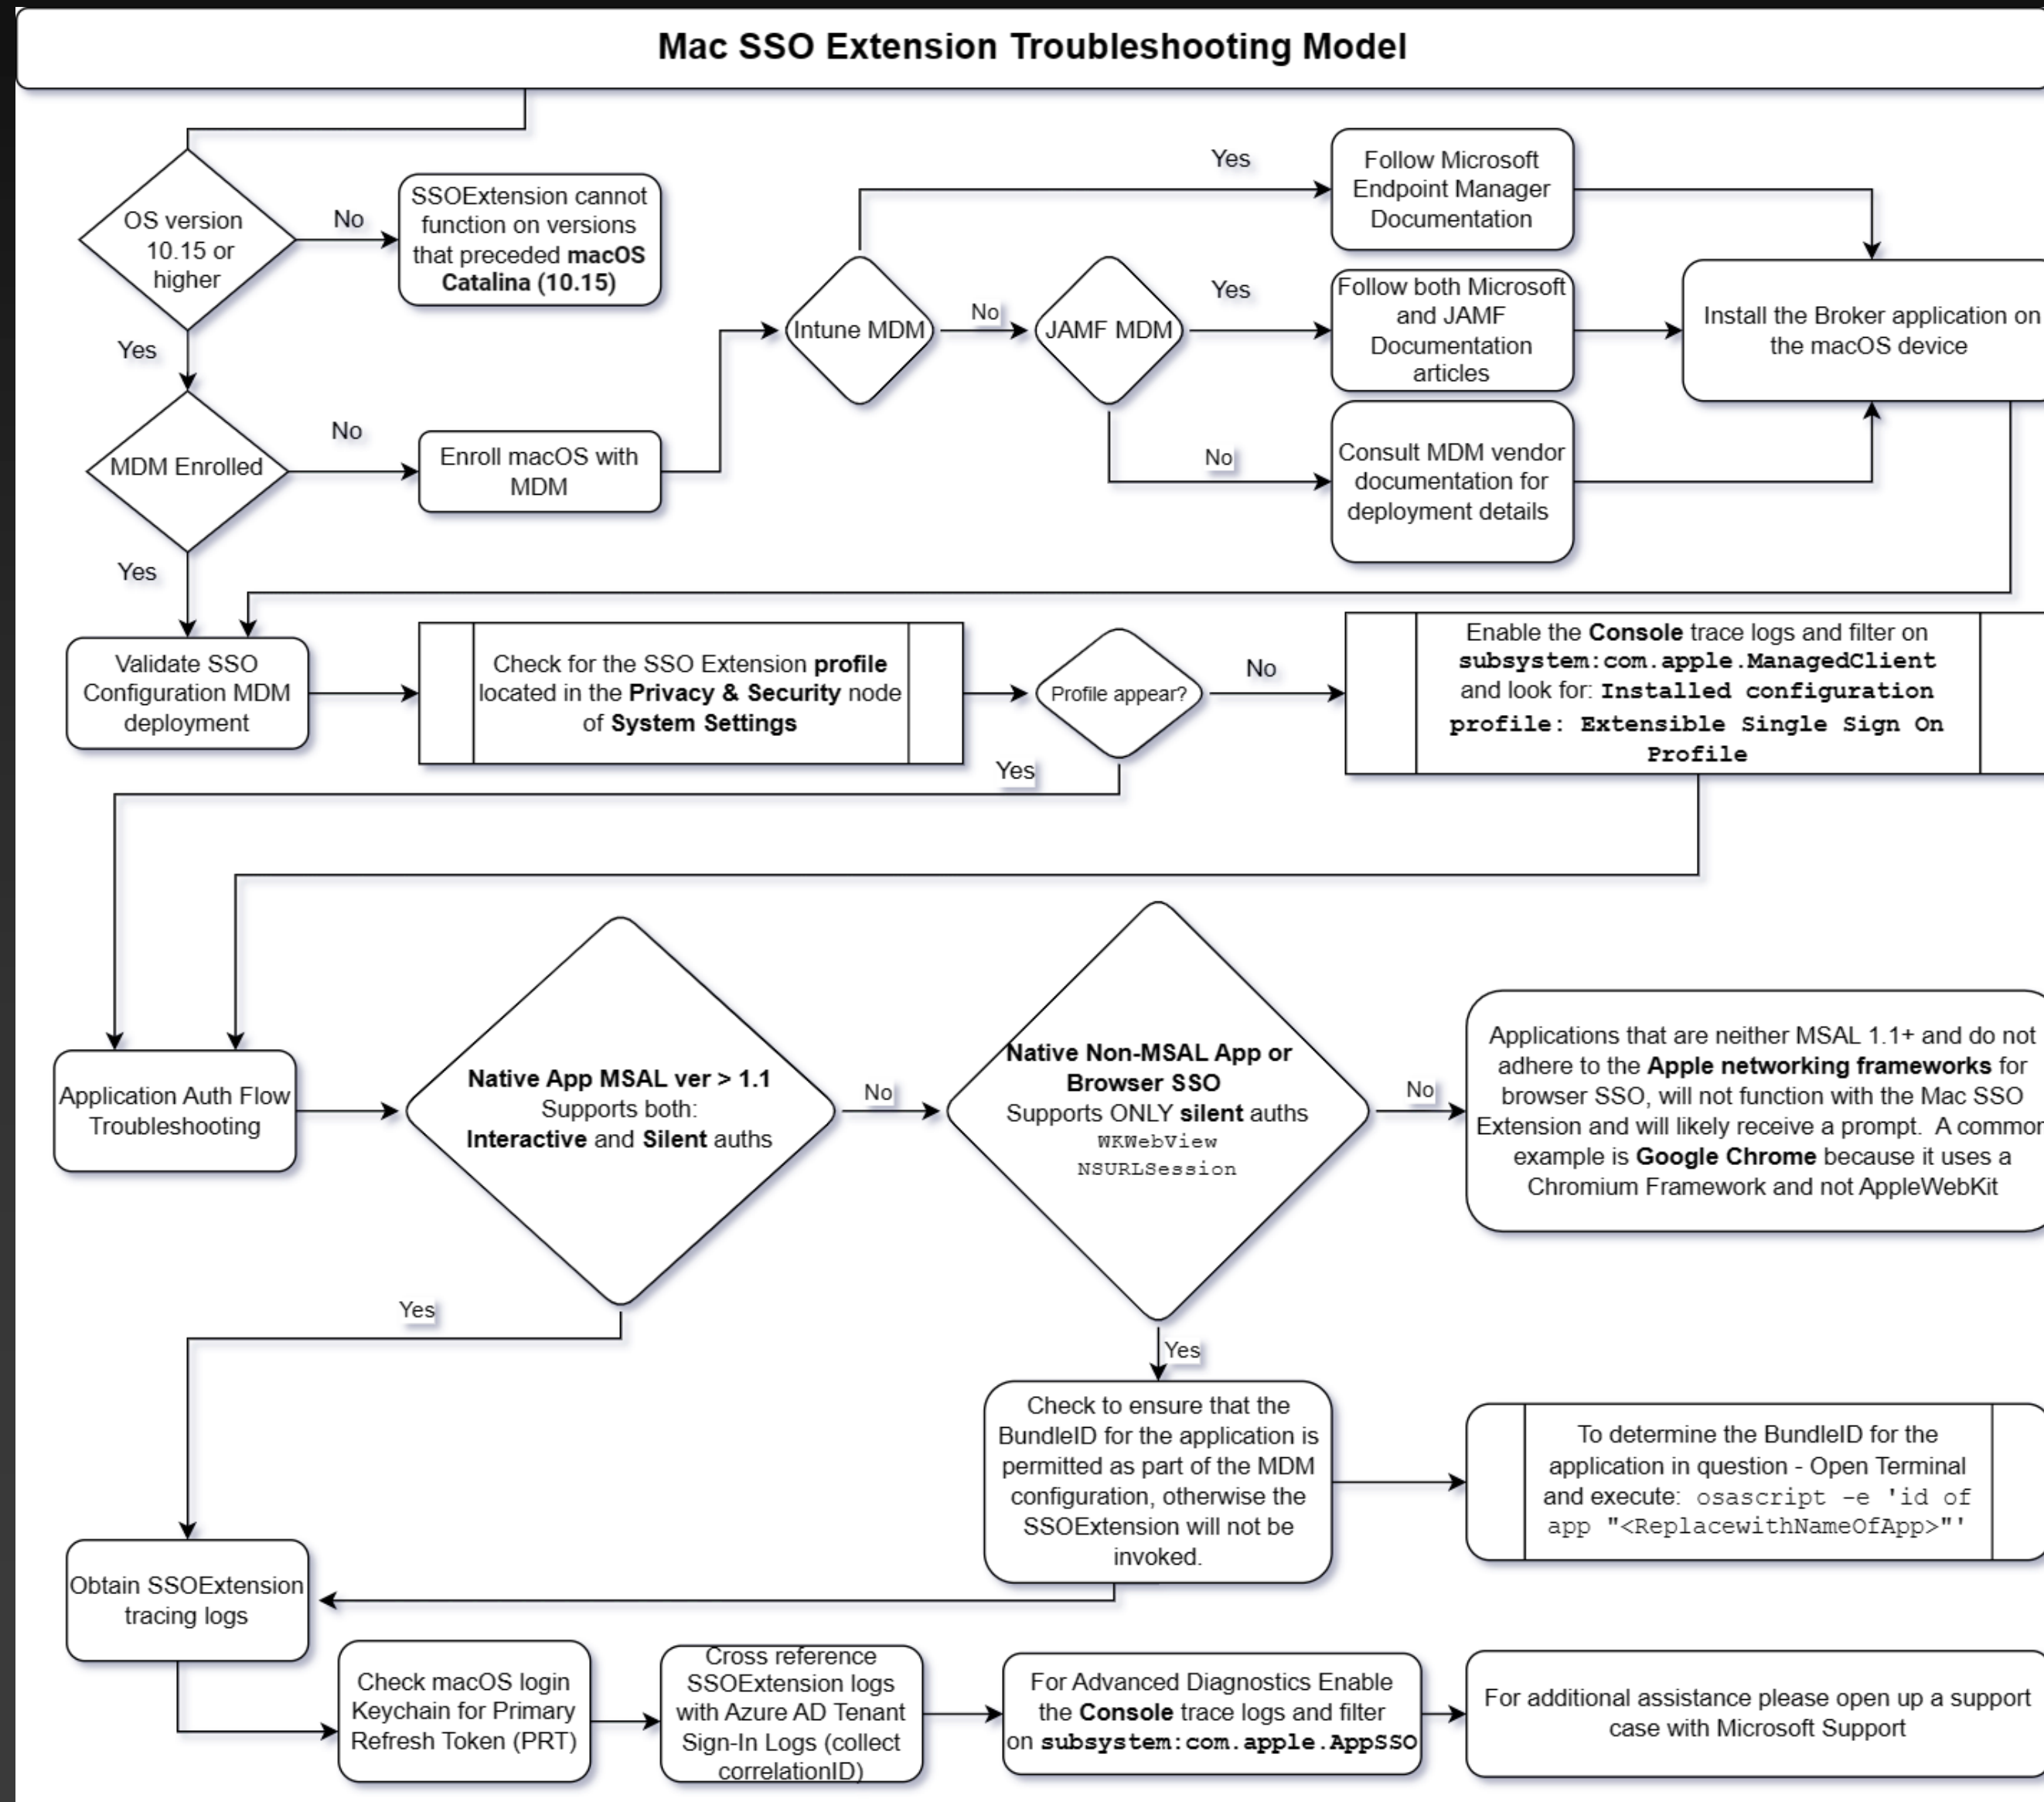 Mac SSO Extension Troubleshooting Model
OS version
10.15 or
higher
No
SSOExtension cannot
function on versions
that preceded macOS
Catalina (10.15)
Yes
MDM Enrolled
No
Enroll macOS with
MDM
Intune MDM
Yes
Follow Microsoft
Endpoint Manager
Documentation
No
JAMF MDM
Yes
Follow both Microsoft
and JAMF
Documentation
articles
No
Consult MDM vendor
documentation for
deployment details
Install the Broker application on
the macOS device
Yes
Validate SSO
Configuration MDM
deployment
Check for the SSO Extension profile
located in the Privacy & Security node
of System Settings
Profile appear?
No
Enable the Console trace logs and filter on
subsystem:com.apple.ManagedClient
and look for: Installed configuration
profile: Extensible Single Sign On
Profile
Yes
Application Auth Flow
Troubleshooting
Native App MSAL ver > 1.1
Supports both:
Interactive and Silent auths
No
Native Non-MSAL App or
Browser SSO
Supports ONLY silent auths
WKWebView
NSURLSession
No
Applications that are neither MSAL 1.1+ and do not
adhere to the Apple networking frameworks for
browser SSO, will not function with the Mac SSO
Extension and will likely receive a prompt. A common
example is Google Chrome because it uses a
Chromium Framework and not AppleWebKit
Yes
Yes
Check to ensure that the
BundleID for the application is
permitted as part of the MDM
configuration, otherwise the
SSOExtension will not be
invoked.
To determine the BundleID for the
application in question - Open Terminal
and execute: osascript -e 'id of
app "<ReplacewithNameOfApp>"'
Obtain SSOExtension
tracing logs
Check macOS login
Keychain for Primary
Refresh Token (PRT)
Cross reference
SSOExtension logs
with Azure AD Tenant
Sign-In Logs (collect
correlationID)
For Advanced Diagnostics Enable
the Console trace logs and filter
on subsystem:com.apple.AppSSO
For additional assistance please open up a support
case with Microsoft Support